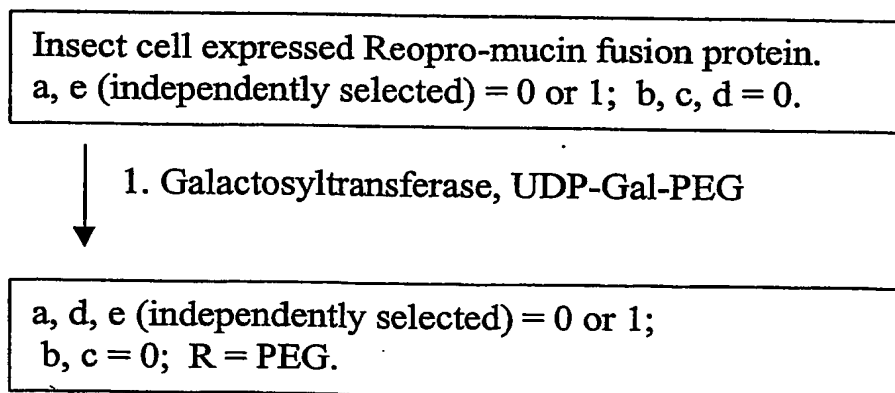 Insect cell expressed Reopro-mucin fusion protein.
a, e (independently selected) = 0 or 1; b, c, d = 0.
1. Galactosyltransferase, UDP-Gal-PEG
a, d, e (independently selected) = 0 or 1;
b, c = 0; R = PEG.